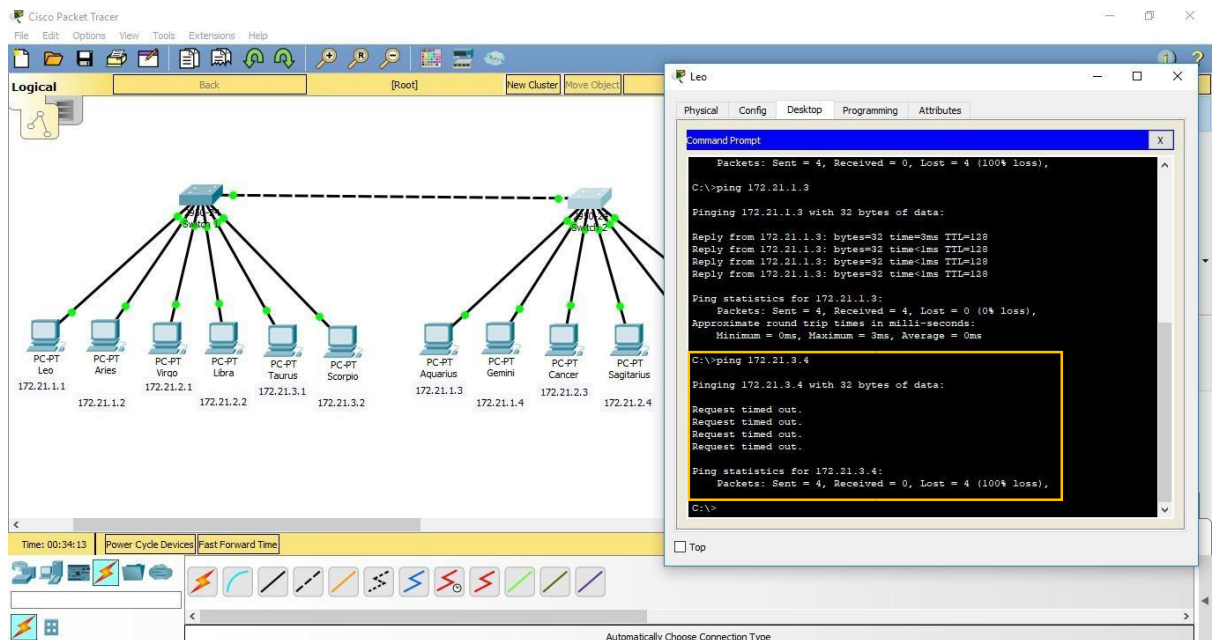 Cisco Packet Tracer
File Edit Options View Tools Extensions Help
Logical
Back
[Root]
New Cluster
Move Object
Leo
Physical Config Desktop Programming Attributes
Command Prompt
X
Packets: Sent = 4, Received = 0, Lost = 4 (100% loss),
C:\>ping 172.21.1.3
Pinging 172.21.1.3 with 32 bytes of data:
Reply from 172.21.1.3: bytes=32 time=3ms TTL=128
Reply from 172.21.1.3: bytes=32 time<1ms TTL=128
Reply from 172.21.1.3: bytes=32 time<1ms TTL=128
Reply from 172.21.1.3: bytes=32 time<1ms TTL=128
Ping statistics for 172.21.1.3:
Packets: Sent = 4, Received = 4, Lost = 0 (0% loss),
Approximate round trip times in milli-seconds:
Minimum = 0ms, Maximum = 3ms, Average = 0ms
C:\>ping 172.21.3.4
Pinging 172.21.3.4 with 32 bytes of data:
Request timed out.
Request timed out.
Request timed out.
Request timed out.
Ping statistics for 172.21.3.4:
Packets: Sent = 4, Received = 0, Lost = 4 (100% loss),
C:\>
Top
PC-PT
Leo
172.21.1.1
PC-PT
Aries
172.21.1.2
PC-PT
Virgo
172.21.2.1
PC-PT
Libra
172.21.2.2
PC-PT
Taurus
172.21.3.1
PC-PT
Scorpio
172.21.3.2
PC-PT
Aquarius
172.21.1.3
PC-PT
Gemini
172.21.1.4
PC-PT
Cancer
172.21.2.3
PC-PT
Sagitarius
172.21.2.4
Time: 00:34:13
Power Cycle Devices
Fast Forward Time
Automatically Choose Connection Type